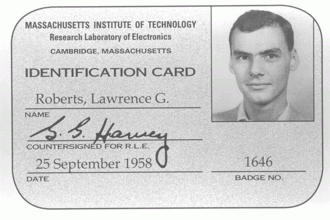 MASSACHUSETTS INSTITUTE OF TECHNOLOGY
Research Laboratory of Electronics
CAMBRIDGE, MASSACHUSETTS
IDENTIFICATION CARD
Roberts, Lawrence G.
NAME
S. G. Harvey
COUNTERSIGNED FOR R.L.E.
25 September 1958
DATE
1646
BADGE NO.